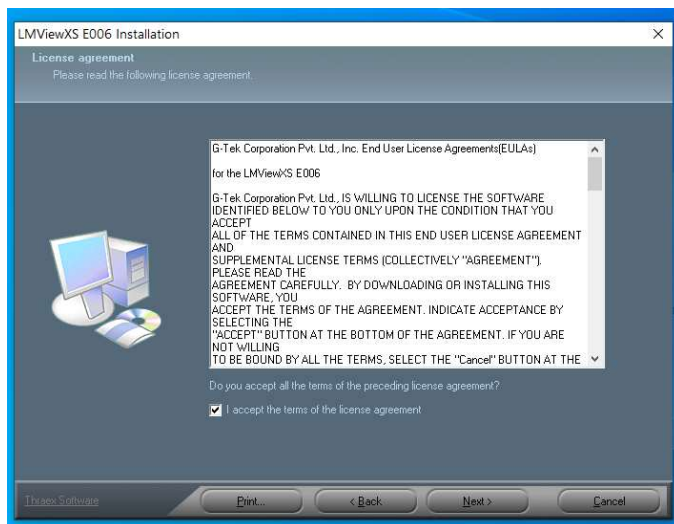 LMViewXS E006 Installation
License agreement
Please read the following license agreement.
G-Tek Corporation Pvt. Ltd., Inc. End User License Agreements(EULAs)
for the LMViewXS E006
G-Tek Corporation Pvt. Ltd., IS WILLING TO LICENSE THE SOFTWARE
IDENTIFIED BELOW TO YOU ONLY UPON THE CONDITION THAT YOU
ACCEPT
ALL OF THE TERMS CONTAINED IN THIS END USER LICENSE AGREEMENT
AND
SUPPLEMENTAL LICENSE TERMS (COLLECTIVELY "AGREEMENT").
PLEASE READ THE
AGREEMENT CAREFULLY. BY DOWNLOADING OR INSTALLING THIS
SOFTWARE, YOU
ACCEPT THE TERMS OF THE AGREEMENT. INDICATE ACCEPTANCE BY
SELECTING THE
"ACCEPT" BUTTON AT THE BOTTOM OF THE AGREEMENT. IF YOU ARE
NOT WILLING
TO BE BOUND BY ALL THE TERMS, SELECT THE "Cancel" BUTTON AT THE
Do you accept all the terms of the preceding license agreement?
I accept the terms of the license agreement
Thraex Software
Print...
< Back
Next >
Cancel